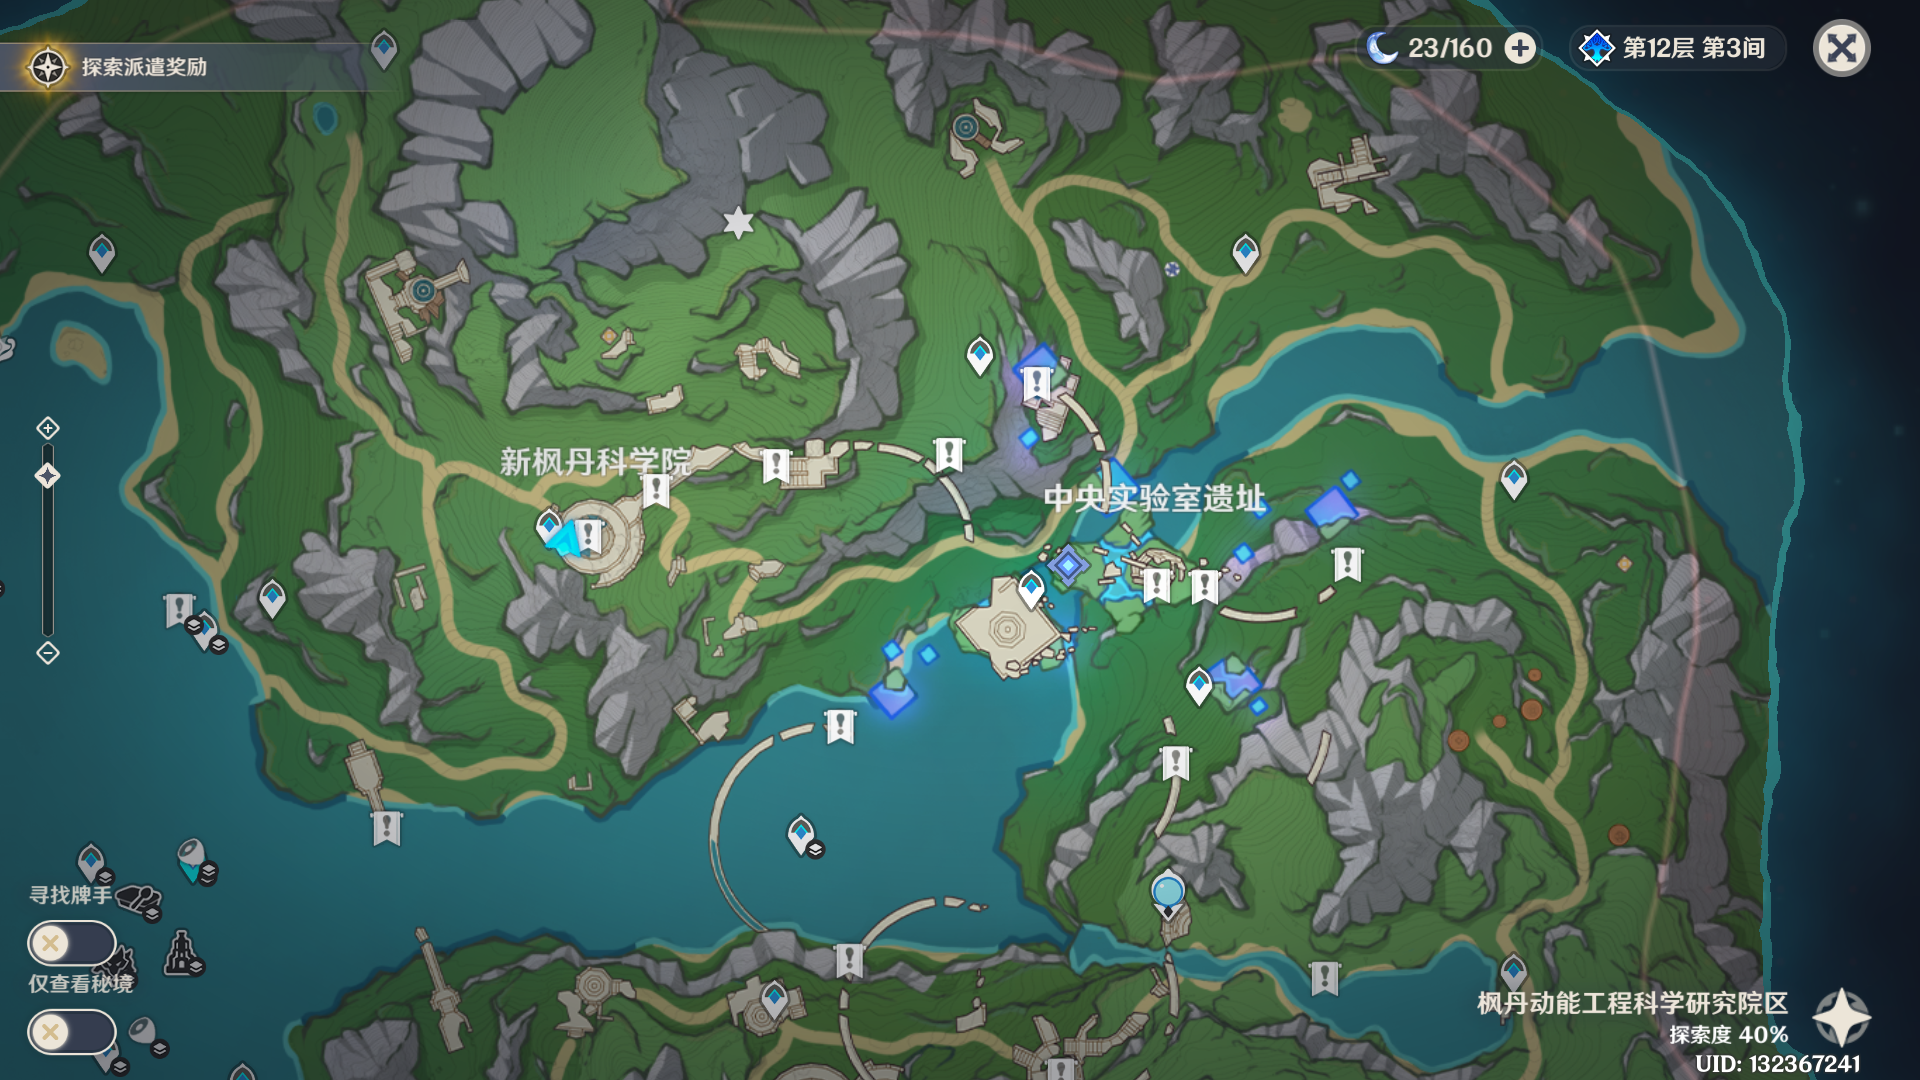 探索派遣奖励
23/160
第12层 第3间
新枫丹科学院
中央实验室遗址
寻找牌手
仅查看秘境
枫丹动能工程科学研究院区
探索度 40%
UID: 132367241